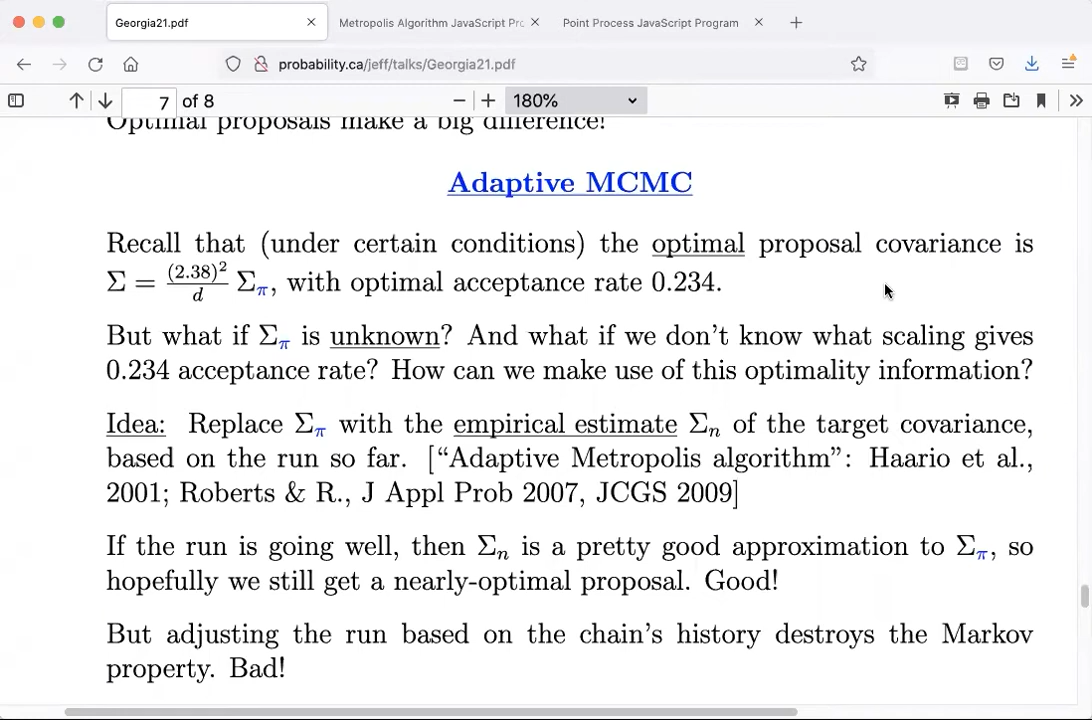 Georgia21.pdf
Metropolis Algorithm JavaScript Prc
Point Process JavaScript Program
probability.ca/jeff/talks/Georgia21.pdf
7 of 8
180%
Optimal proposals make a big difference!
Adaptive MCMC
Recall that (under certain conditions) the optimal proposal covariance is
Σ = (2.38)²/d Σπ, with optimal acceptance rate 0.234.
But what if Σπ is unknown? And what if we don't know what scaling gives
0.234 acceptance rate? How can we make use of this optimality information?
Idea: Replace Σπ with the empirical estimate Σn of the target covariance,
based on the run so far. ["Adaptive Metropolis algorithm": Haario et al.,
2001; Roberts & R., J Appl Prob 2007, JCGS 2009]
If the run is going well, then Σn is a pretty good approximation to Σπ, so
hopefully we still get a nearly-optimal proposal. Good!
But adjusting the run based on the chain's history destroys the Markov
property. Bad!